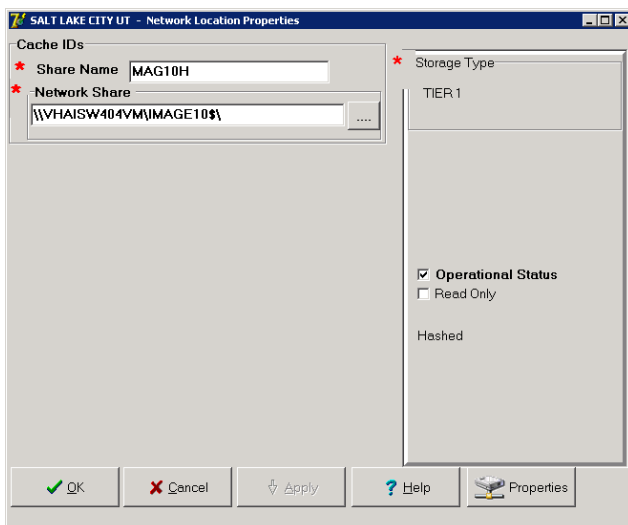 SALT LAKE CITY UT - Network Location Properties
Cache IDs
* Share Name MAG10H
* Network Share
\\VHAISW404VM\IMAGE10$\
....
* Storage Type
TIER 1
Operational Status
Read Only
Hashed
OK
Cancel
Apply
? Help
Properties